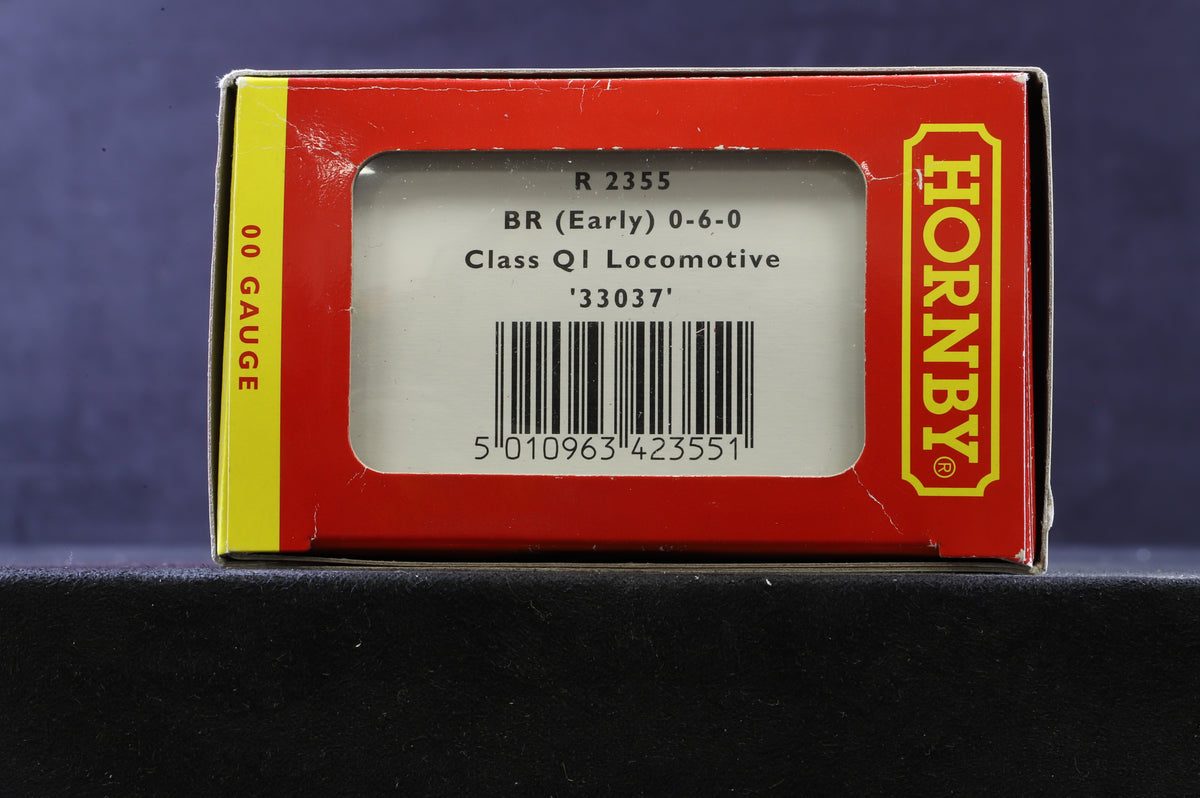 R 2355
BR (Early) 0-6-0
Class Q1 Locomotive
'33037'
5 010963 423551
00 GAUGE
HORNBY®